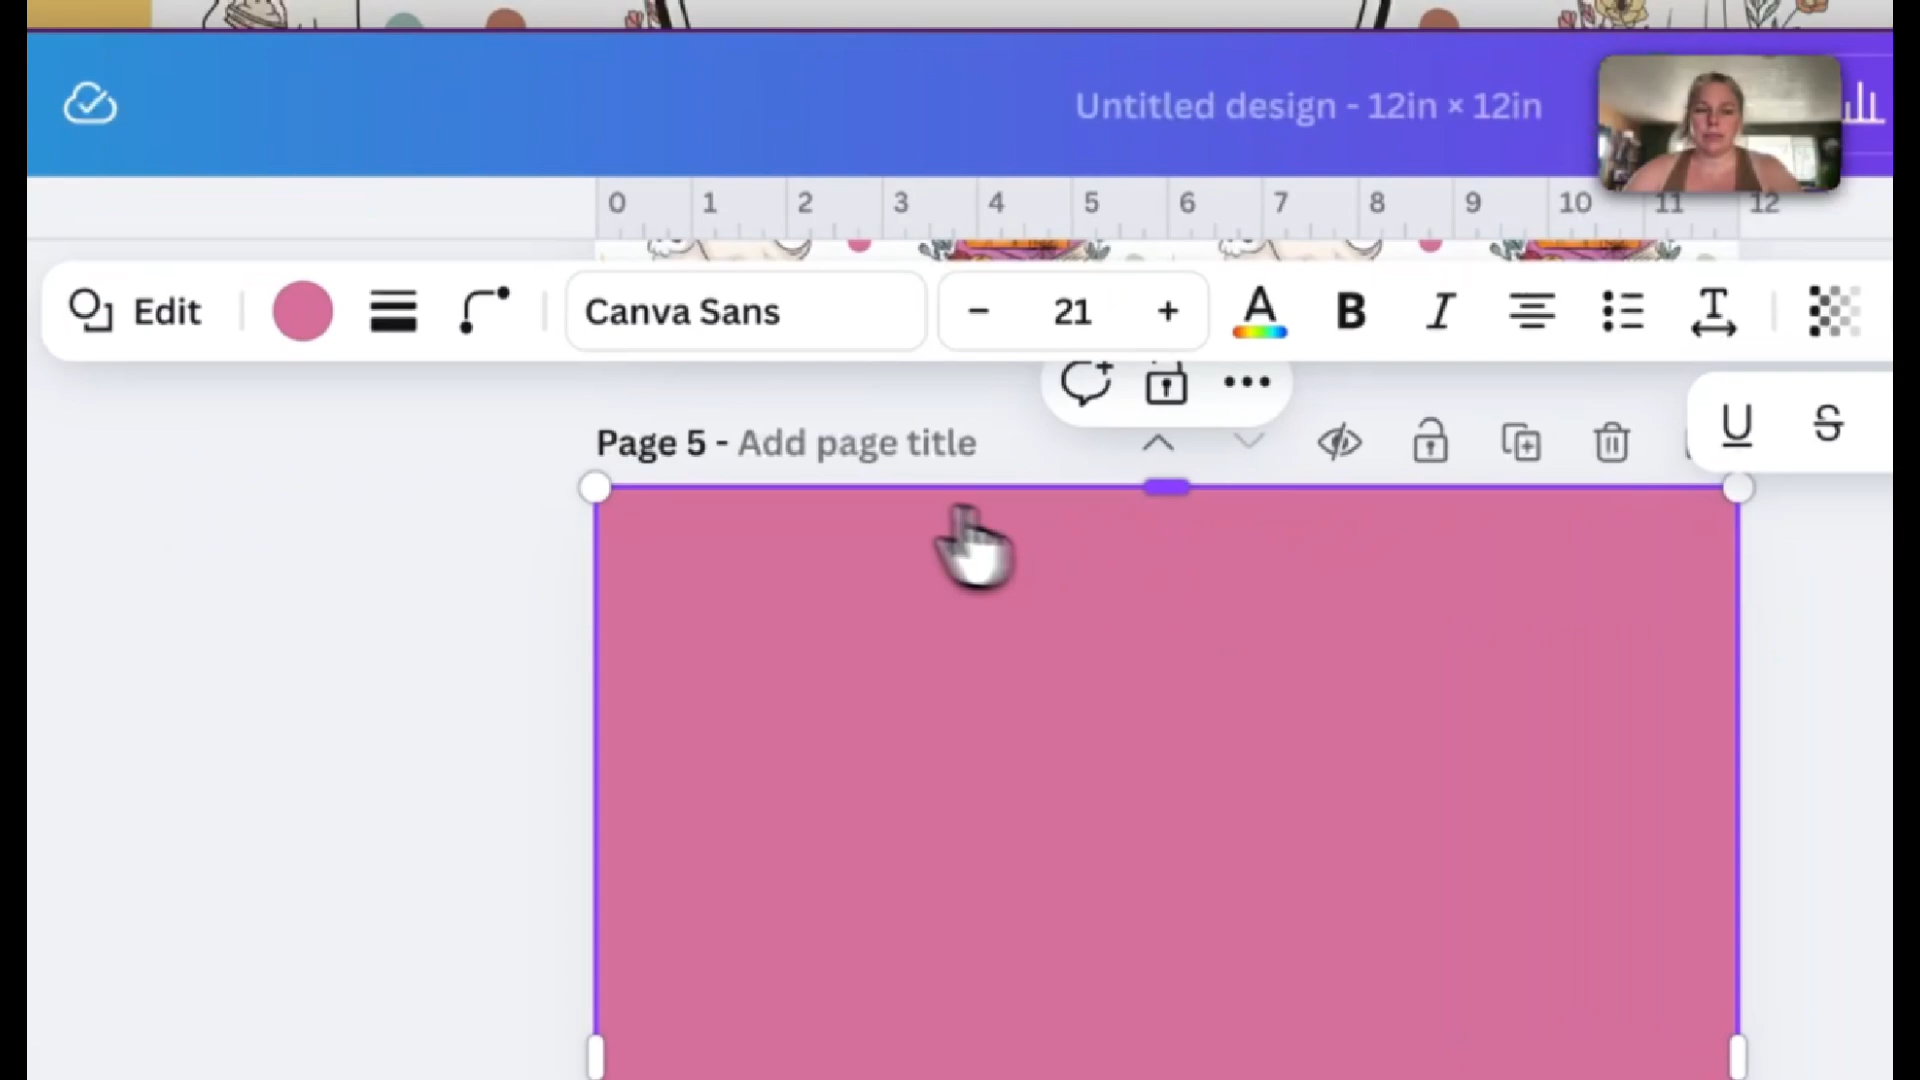 Untitled design - 12in × 12in
0 1 2 3 4 5 6 7 8 9 10 11 12
Edit Canva Sans − 21 + A B I T
U S
Page 5 - Add page title